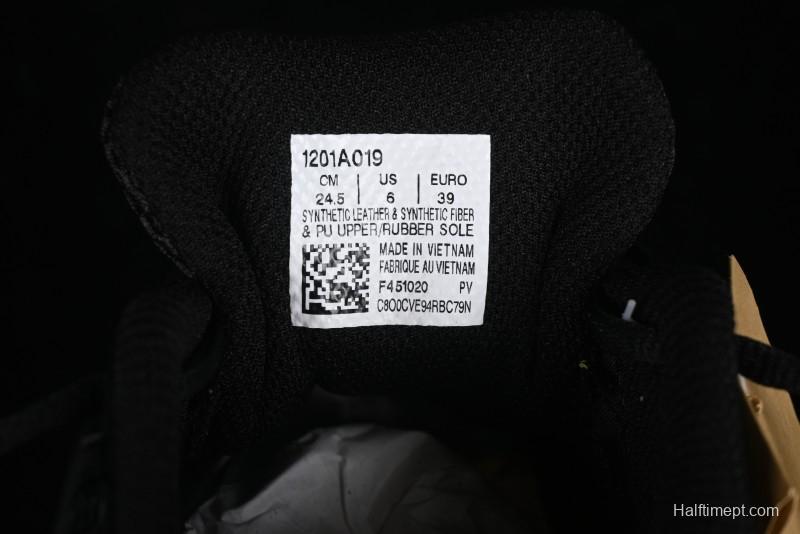 1201A019
CM | US | EURO
24.5 | 6 | 39
SYNTHETIC LEATHER & SYNTHETIC FIBER
& PU UPPER/RUBBER SOLE
MADE IN VIETNAM
FABRIQUE AU VIETNAM
F451020 PV
C8O0CVE94RBC79N
Halftimept.com